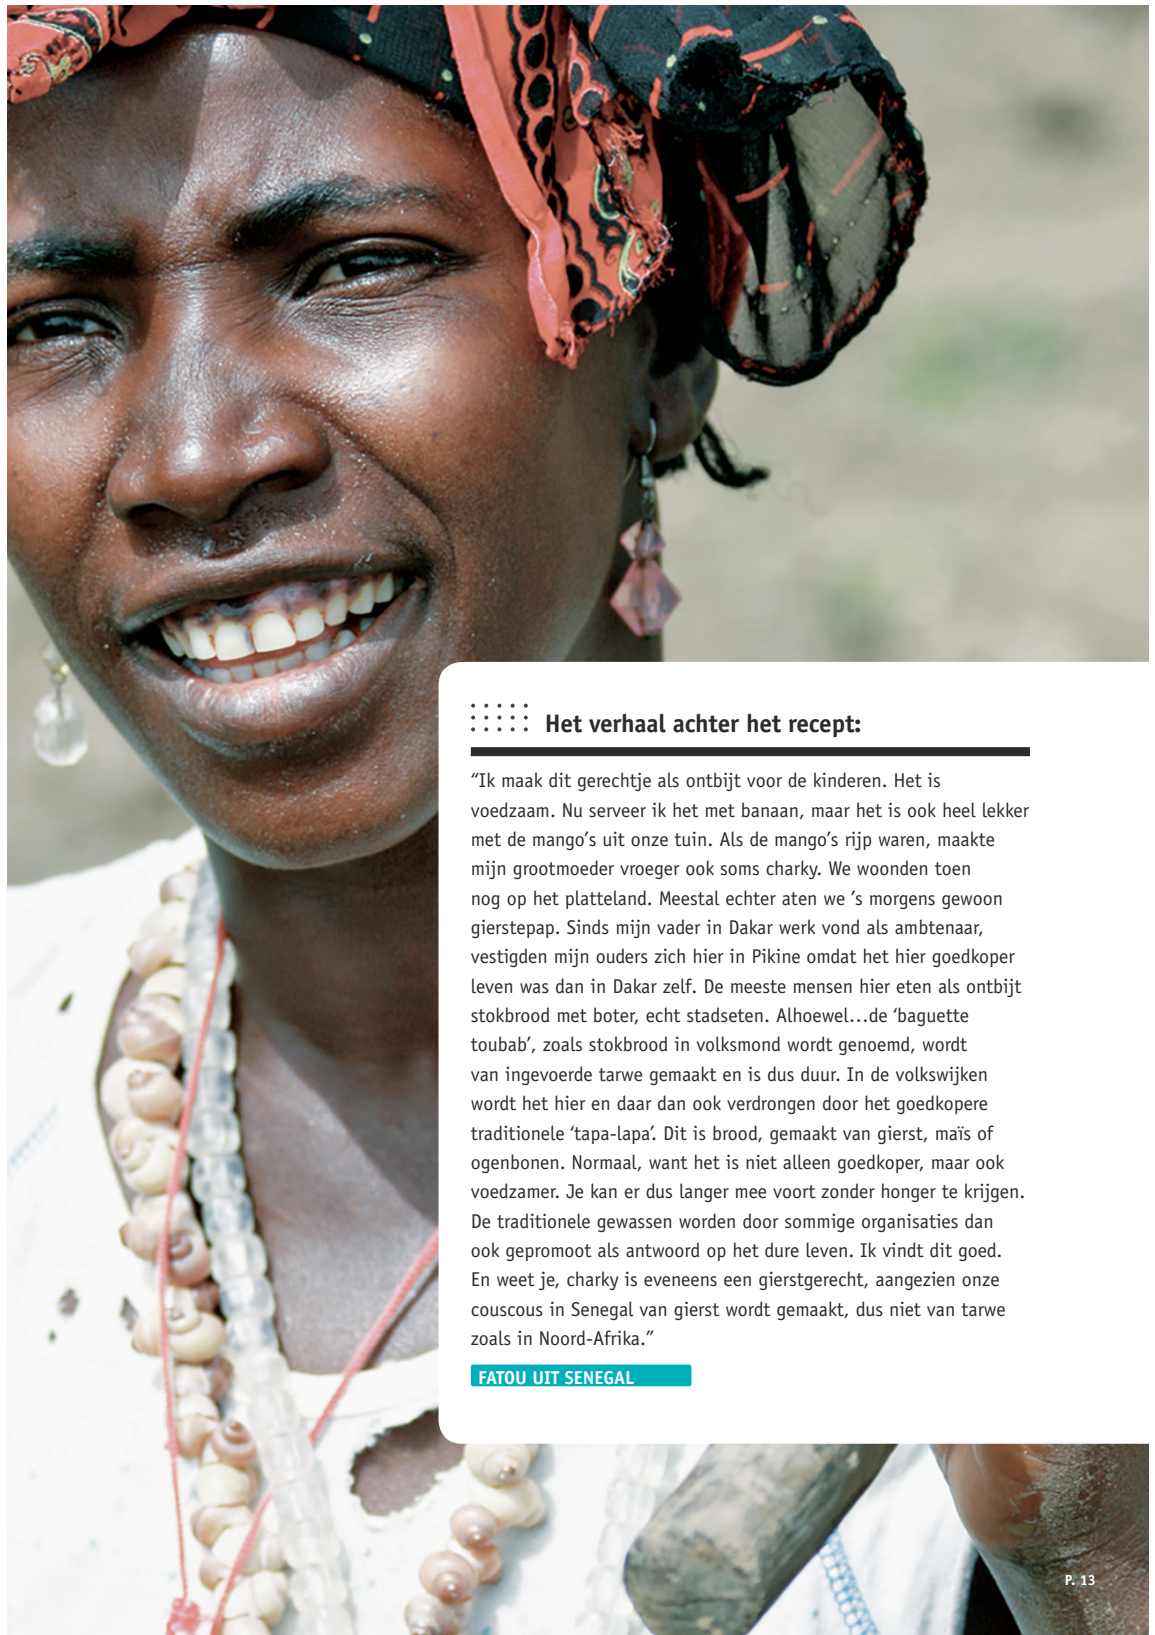 Het verhaal achter het recept:
“Ik maak dit gerechtje als ontbijt voor de kinderen. Het is
voedzaam. Nu serveer ik het met banaan, maar het is ook heel lekker
met de mango’s uit onze tuin. Als de mango’s rijp waren, maakte
mijn grootmoeder vroeger ook soms charky. We woonden toen
nog op het platteland. Meestal echter aten we ’s morgens gewoon
gierstepap. Sinds mijn vader in Dakar werk vond als ambtenaar,
vestigden mijn ouders zich hier in Pikine omdat het hier goedkoper
leven was dan in Dakar zelf. De meeste mensen hier eten als ontbijt
stokbrood met boter, echt stadseten. Alhoewel...de ‘baguette
toubab’, zoals stokbrood in volksmond wordt genoemd, wordt
van ingevoerde tarwe gemaakt en is dus duur. In de volkswijken
wordt het hier en daar dan ook verdrongen door het goedkopere
traditionele ‘tapa-lapa’. Dit is brood, gemaakt van gierst, maïs of
ogenbonen. Normaal, want het is niet alleen goedkoper, maar ook
voedzamer. Je kan er dus langer mee voort zonder honger te krijgen.
De traditionele gewassen worden door sommige organisaties dan
ook gepromoot als antwoord op het dure leven. Ik vindt dit goed.
En weet je, charky is eveneens een gierstgerecht, aangezien onze
couscous in Senegal van gierst wordt gemaakt, dus niet van tarwe
zoals in Noord-Afrika.”
FATOU UIT SENEGAL
P. 13